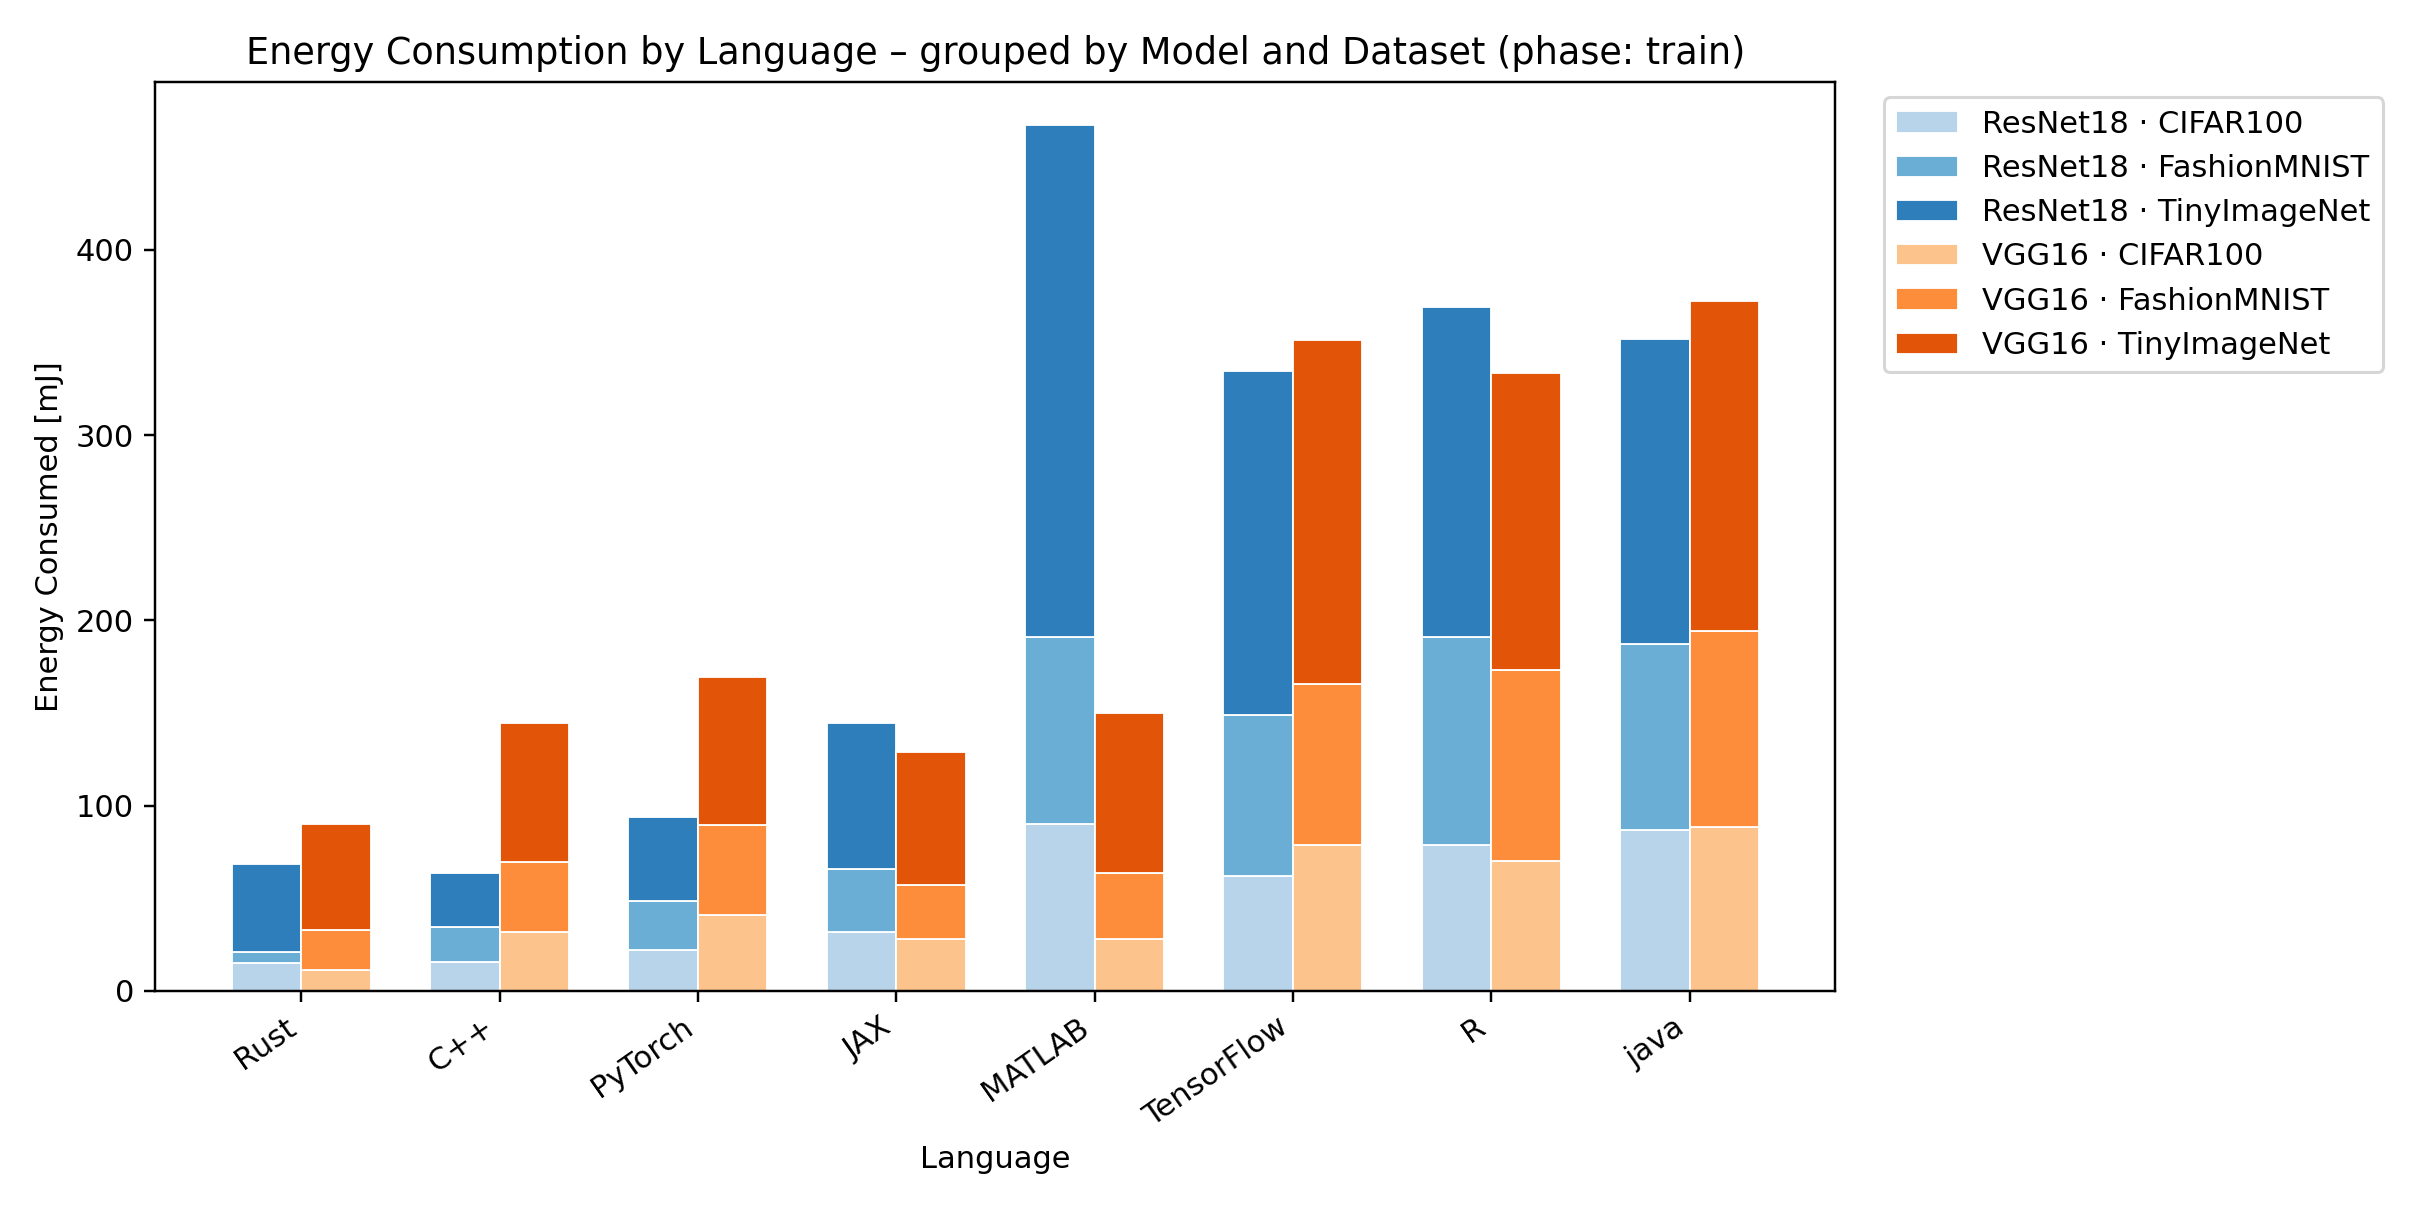 Energy Consumption by Language – grouped by Model and Dataset (phase: train)
ResNet18 · CIFAR100
ResNet18 · FashionMNIST
ResNet18 · TinyImageNet
VGG16 · CIFAR100
VGG16 · FashionMNIST
VGG16 · TinyImageNet
Energy Consumed [mJ]
400
300
200
100
0
Rust
C++
PyTorch
JAX
MATLAB
TensorFlow
R
java
Language